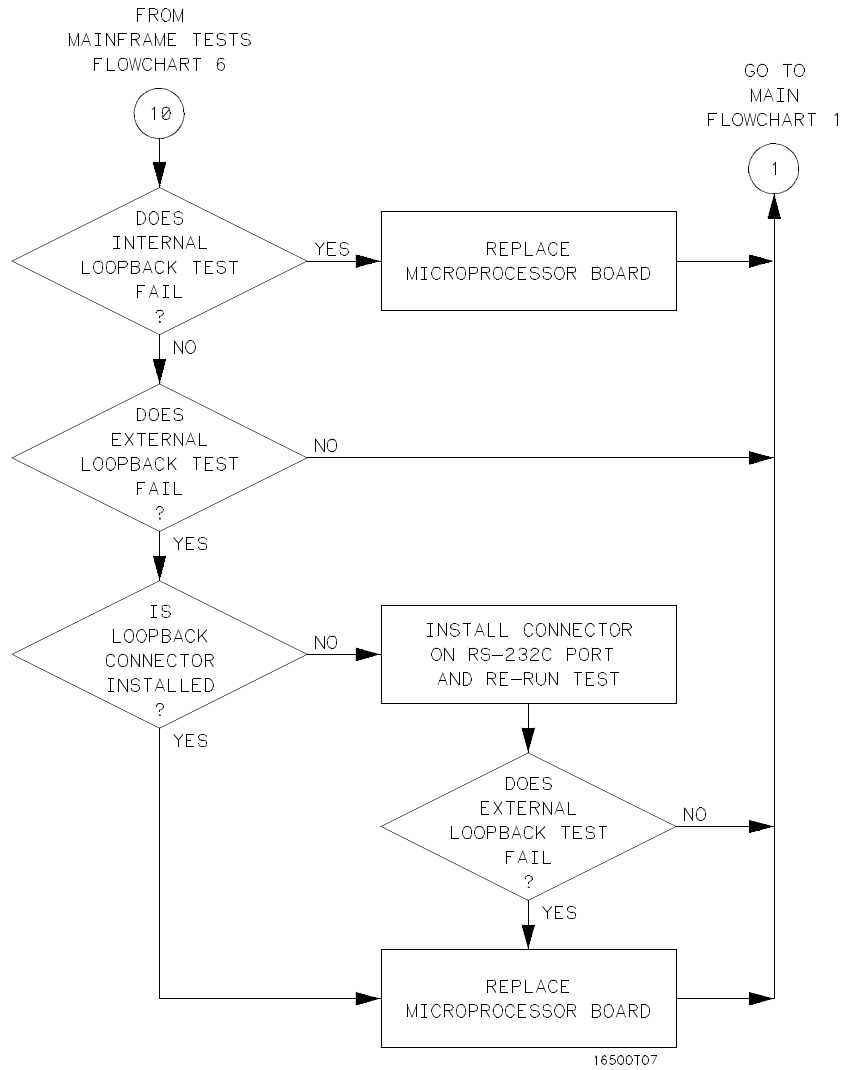 FROM
MAINFRAME TESTS
FLOWCHART 6
10
GO TO
MAIN
FLOWCHART 1
1
DOES
INTERNAL
LOOPBACK TEST
FAIL
?
YES
REPLACE
MICROPROCESSOR BOARD
NO
DOES
EXTERNAL
LOOPBACK TEST
FAIL
?
NO
YES
IS
LOOPBACK
CONNECTOR
INSTALLED
?
NO
INSTALL CONNECTOR
ON RS-232C PORT
AND RE-RUN TEST
YES
DOES
EXTERNAL
LOOPBACK TEST
FAIL
?
NO
YES
REPLACE
MICROPROCESSOR BOARD
16500T07